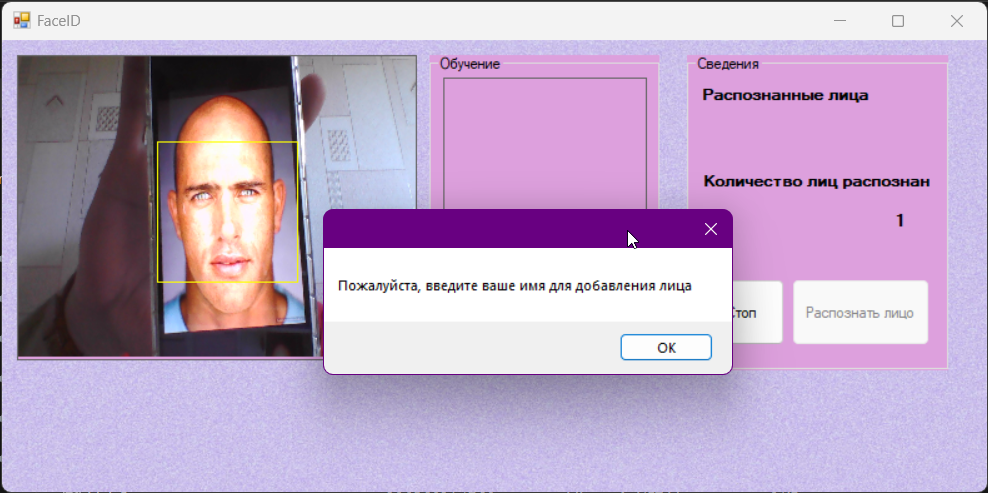 FaceID
Обучение
Сведения
Распознанные лица
Количество лиц распознан
1
Пожалуйста, введите ваше имя для добавления лица
OK
Распознать лицо